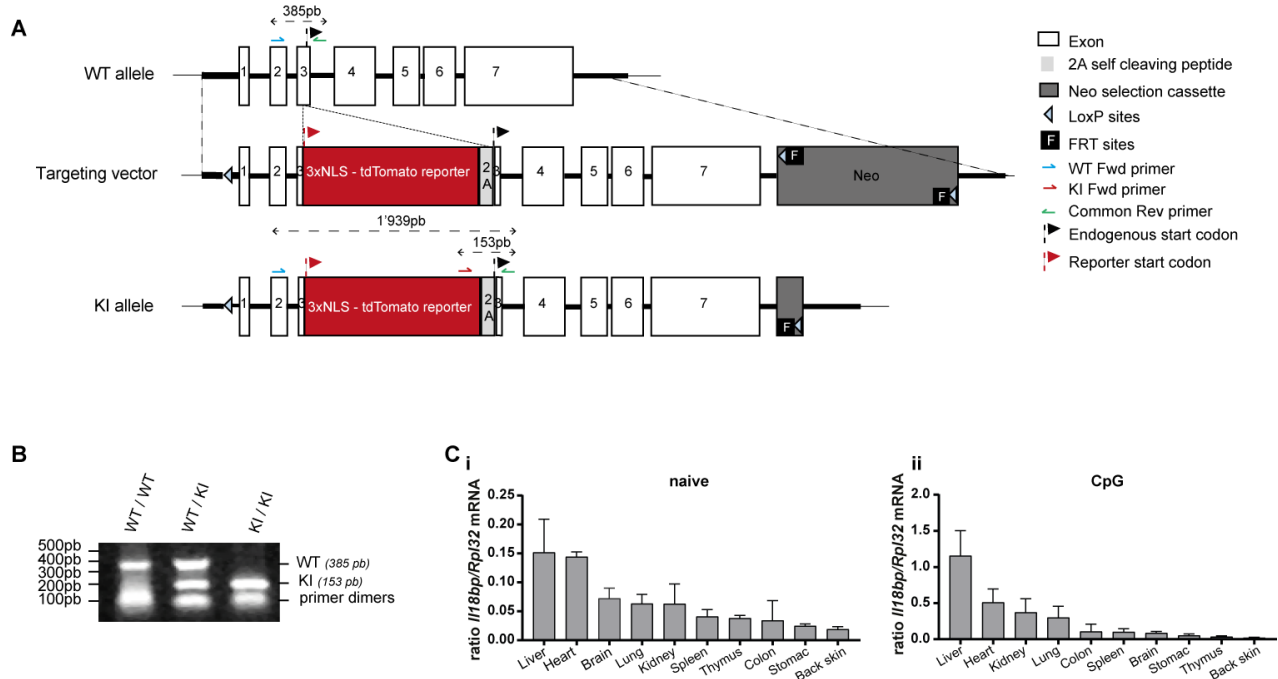 A
385pb
WT allele
1 2 3 4 5 6 7
Targeting vector
1 2 3 3xNLS - tdTomato reporter 2A 3 4 5 6 7 F Neo F
1'939pb
153pb
KI allele
1 2 3 3xNLS - tdTomato reporter 2A 3 4 5 6 7 F
Exon
2A self cleaving peptide
Neo selection cassette
LoxP sites
F FRT sites
WT Fwd primer
KI Fwd primer
Common Rev primer
Endogenous start codon
Reporter start codon
B
WT / WT
WT / KI
KI / KI
500pb
400pb
300pb
200pb
100pb
WT (385 pb)
KI (153 pb)
primer dimers
C
i
naive
ratio Il18bp/Rpl32 mRNA
0.25
0.20
0.15
0.10
0.05
0.00
Liver Heart Brain Lung Kidney Spleen Thymus Colon Stomac Back skin
ii
CpG
ratio Il18bp/Rpl32 mRNA
2.0
1.5
1.0
0.5
0.0
Liver Heart Kidney Lung Colon Spleen Brain Stomac Thymus Back skin